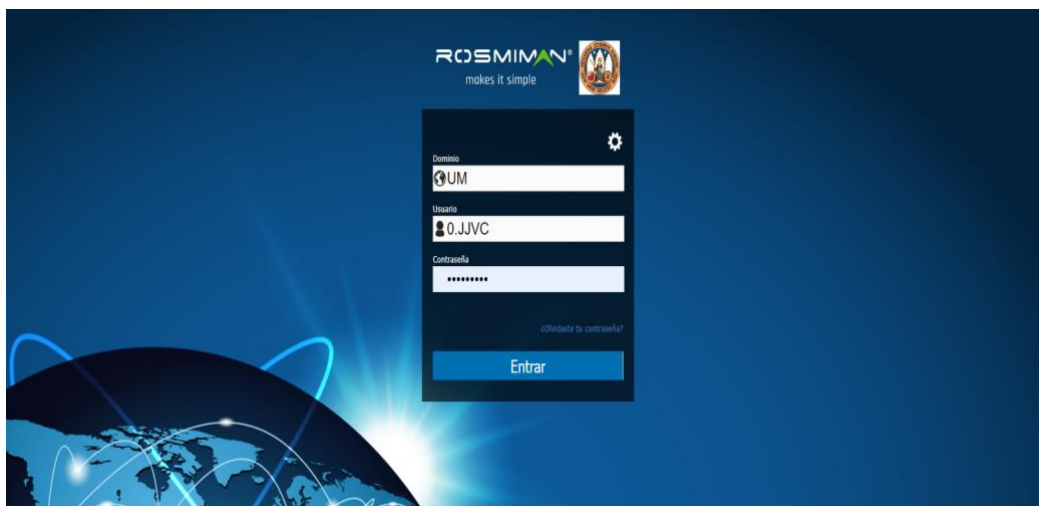 ROSMIMAN®
makes it simple
Dominio
UM
Usuario
0.JJVC
Contraseña
•••••••••
¿Olvidaste tu contraseña?
Entrar